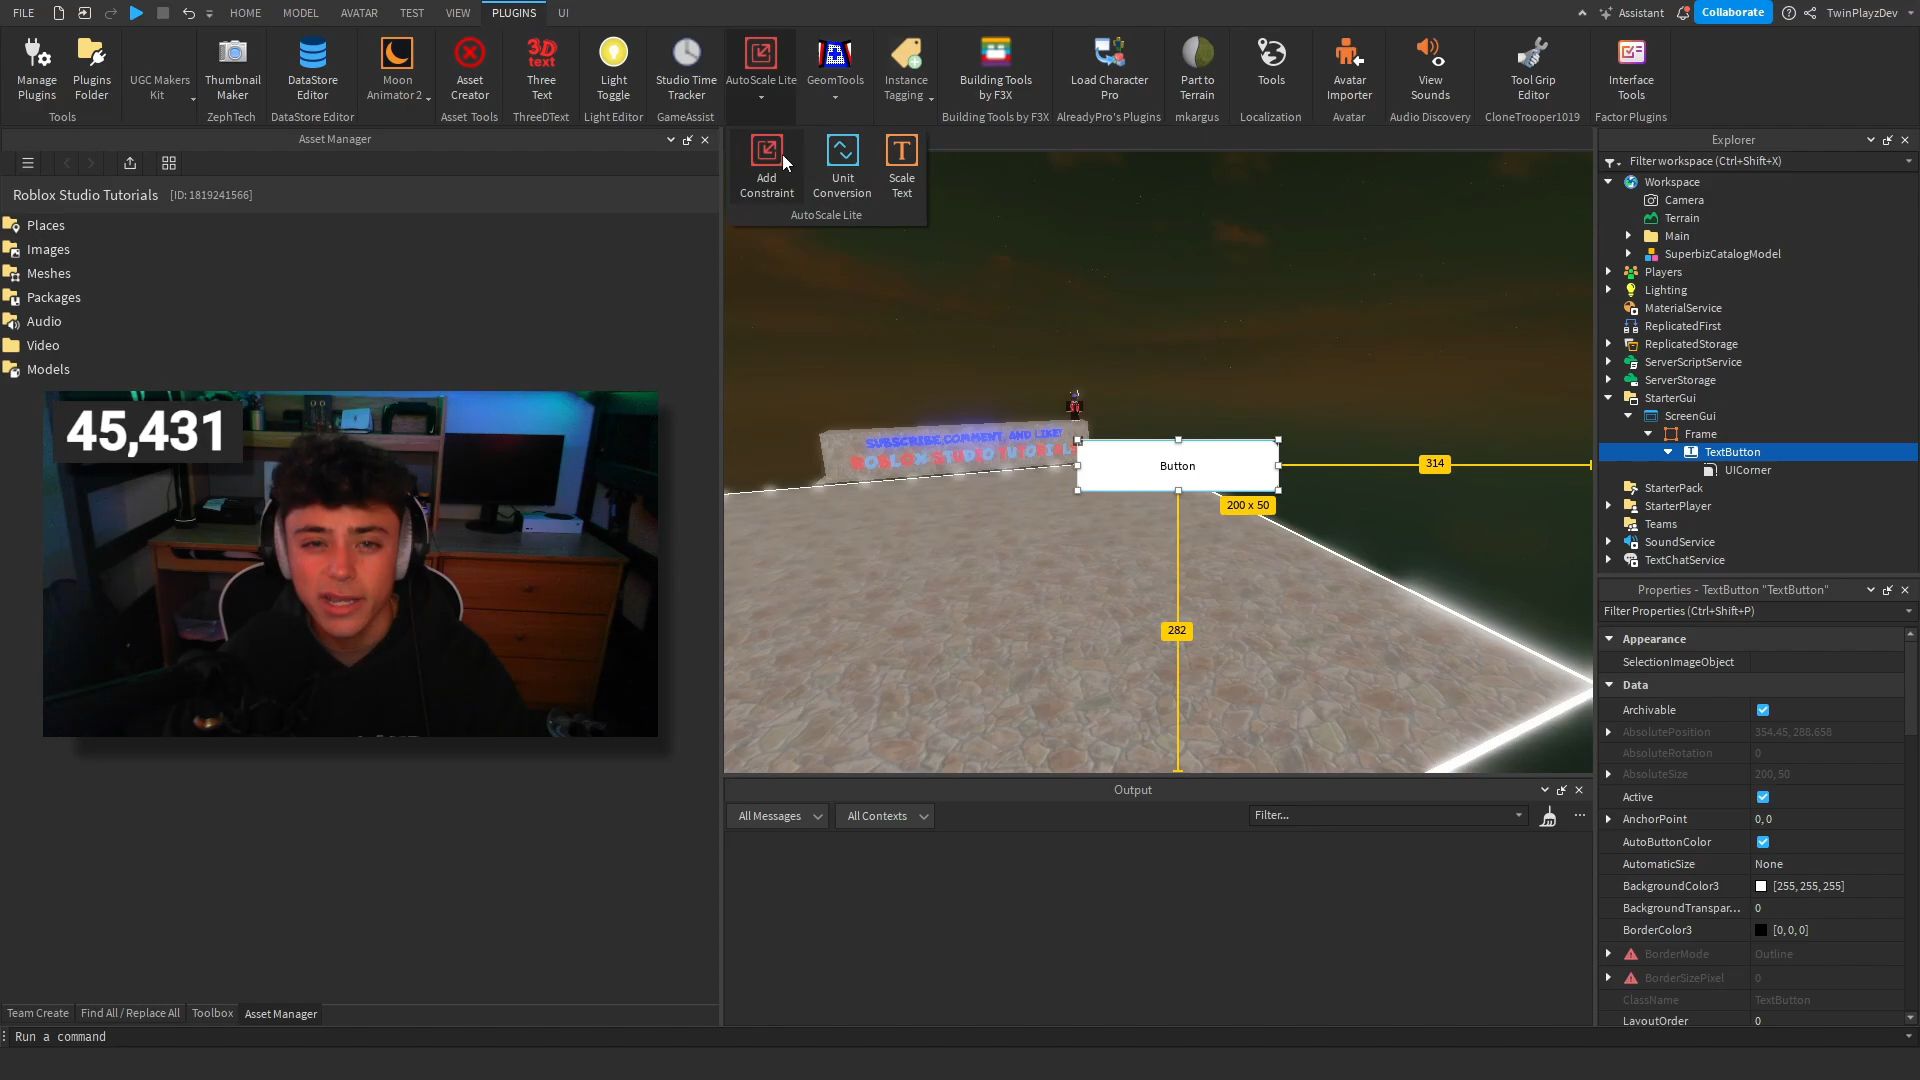 FILE HOME MODEL AVATAR TEST VIEW PLUGINS UI Assistant Collaborate TwinPlayzDev
Manage Plugins
Plugins Folder
Tools
UGC Makers Kit
Thumbnail Maker
ZephTech
DataStore Editor
DataStore Editor
Moon Animator 2
Asset Creator
Asset Tools
3D text
Three Text
ThreeDText
Light Toggle
Light Editor
Studio Time Tracker
GameAssist
AutoScale Lite
GeomTools
Instance Tagging
Building Tools by F3X
Building Tools by F3X
Load Character Pro
AlreadyPro's Plugins
Part to Terrain
mkargus
Tools
Localization
Avatar Importer
Avatar
View Sounds
Audio Discovery
Tool Grip Editor
CloneTrooper1019
Interface Tools
Factor Plugins
Asset Manager
Roblox Studio Tutorials [ID: 1819241566]
Places
Images
Meshes
Packages
Audio
Video
Models
45,431
Add Constraint
Unit Conversion
T
Scale Text
AutoScale Lite
SUBSCRIBE, COMMENT, AND LIKE!
ROBLOX STUDIO TUTORIALS
Button
314
200 x 50
282
Output
All Messages
All Contexts
Filter...
Explorer
Filter workspace (Ctrl+Shift+X)
Workspace
Camera
Terrain
Main
SuperbizCatalogModel
Players
Lighting
MaterialService
ReplicatedFirst
ReplicatedStorage
ServerScriptService
ServerStorage
StarterGui
ScreenGui
Frame
TextButton
UICorner
StarterPack
StarterPlayer
Teams
SoundService
TextChatService
Properties - TextButton "TextButton"
Filter Properties (Ctrl+Shift+P)
Appearance
SelectionImageObject
Data
Archivable
AbsolutePosition 354.45, 288.658
AbsoluteRotation 0
AbsoluteSize 200, 50
Active
AnchorPoint 0, 0
AutoButtonColor
AutomaticSize None
BackgroundColor3 [255, 255, 255]
BackgroundTranspar... 0
BorderColor3 [0, 0, 0]
BorderMode Outline
BorderSizePixel 0
ClassName TextButton
LayoutOrder 0
Team Create Find All / Replace All Toolbox Asset Manager
Run a command